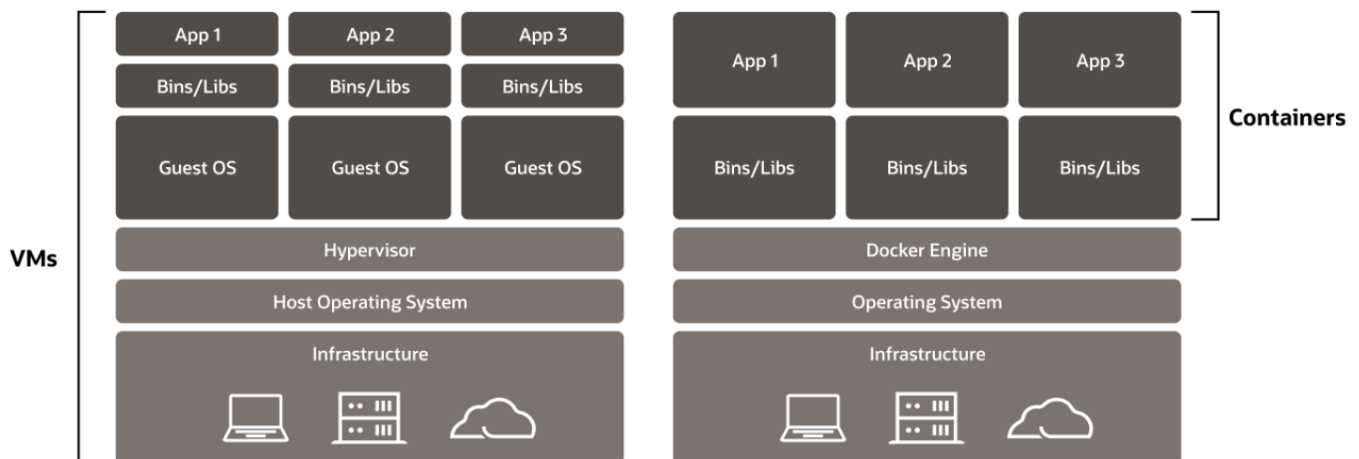 App 1
App 2
App 3
Bins/Libs
Bins/Libs
Bins/Libs
Guest OS
Guest OS
Guest OS
VMs
Hypervisor
Host Operating System
Infrastructure
App 1
App 2
App 3
Containers
Bins/Libs
Bins/Libs
Bins/Libs
Docker Engine
Operating System
Infrastructure